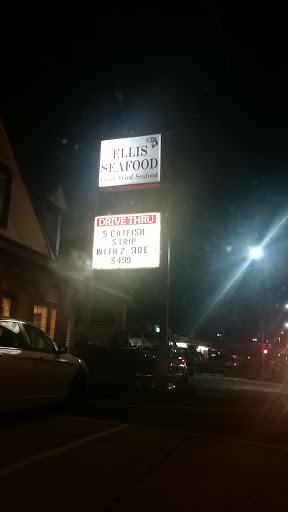 ELLIS
SEAFOOD
Fresh Fried Seafood
DRIVE THRU
5 CATFISH
STRIP
WITH 2 SIDE
$499